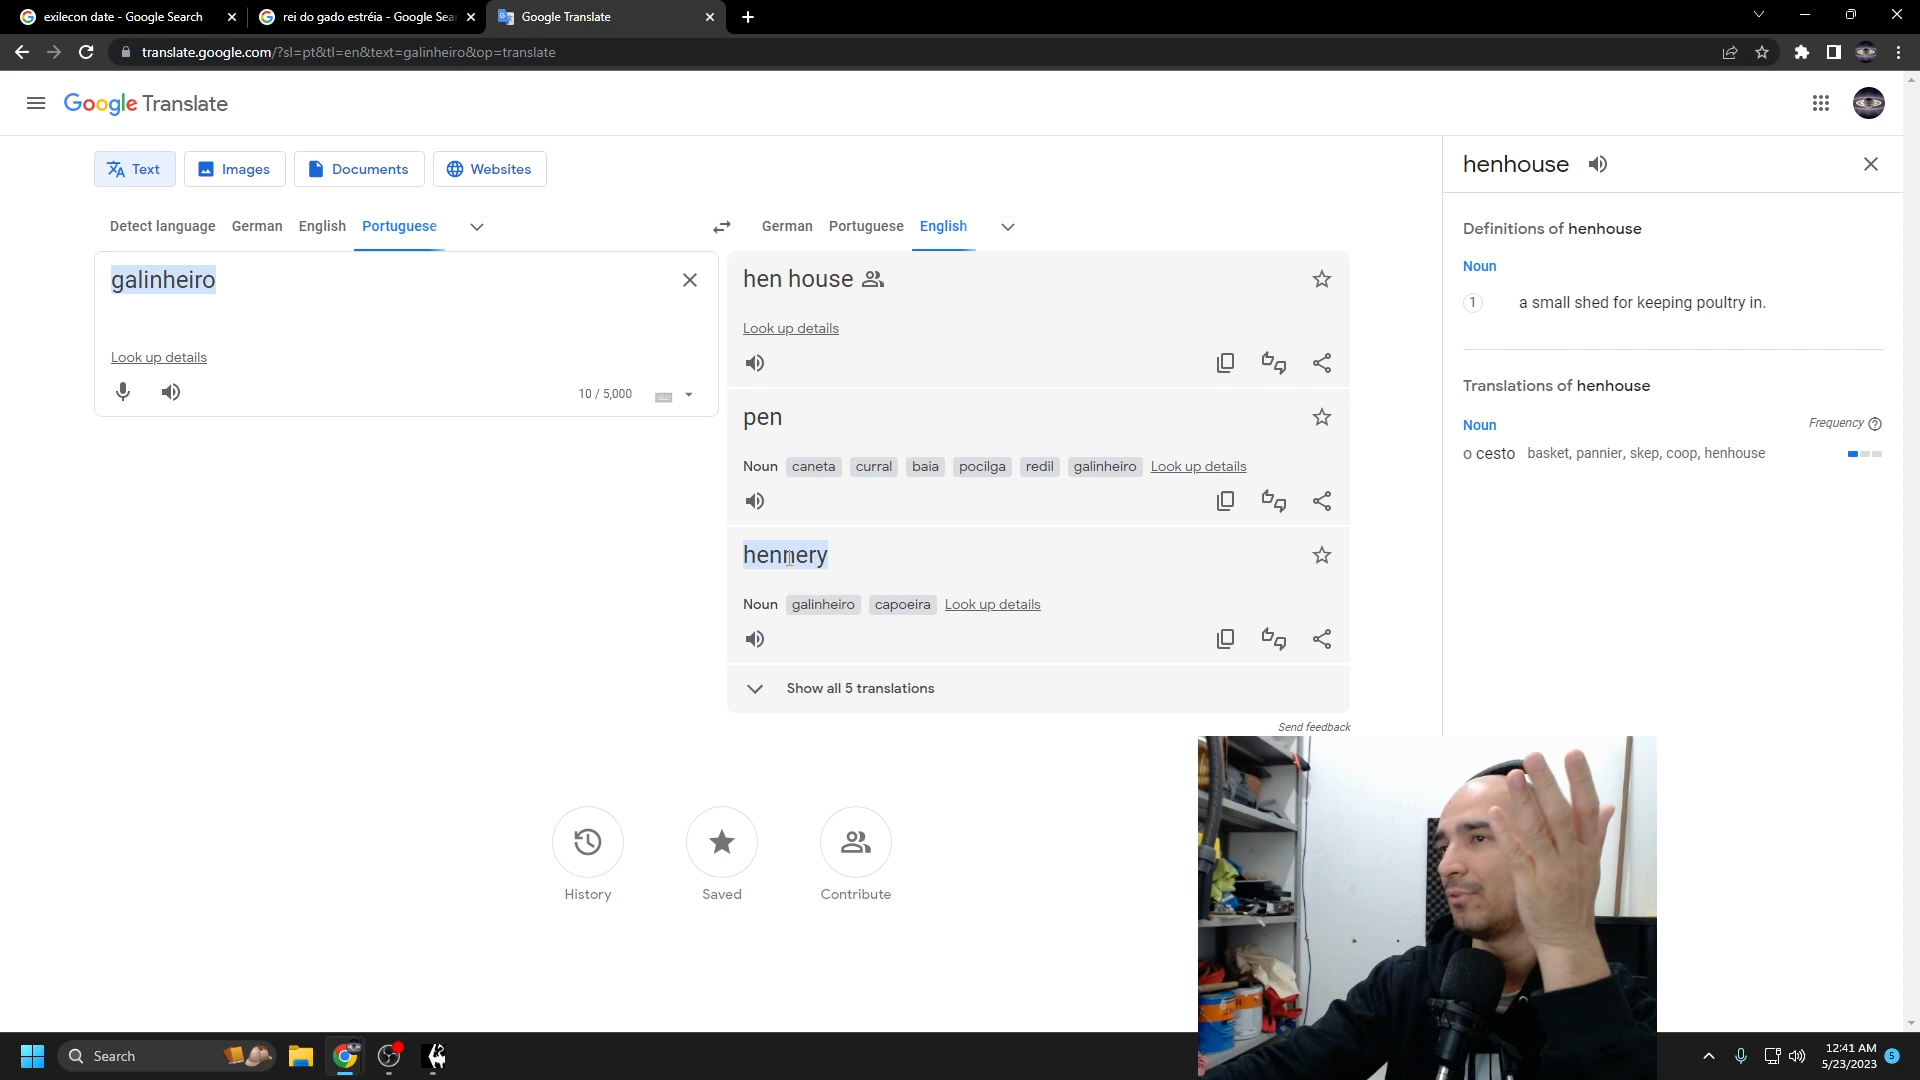 exilecon date - Google Search
rei do gado estréia - Google Sear
Google Translate
translate.google.com/?sl=pt&tl=en&text=galinheiro&op=translate
Google Translate
Text
Images
Documents
Websites
Detect language
German
English
Portuguese
German
Portuguese
English
galinheiro
Look up details
10 / 5,000
hen house
Look up details
pen
Noun caneta curral baia pocilga redil galinheiro Look up details
hennery
Noun galinheiro capoeira Look up details
Show all 5 translations
Send feedback
henhouse
Definitions of henhouse
Noun
1 a small shed for keeping poultry in.
Translations of henhouse
Noun Frequency
o cesto basket, pannier, skep, coop, henhouse
History
Saved
Contribute
Search
12:41 AM
5/23/2023
5